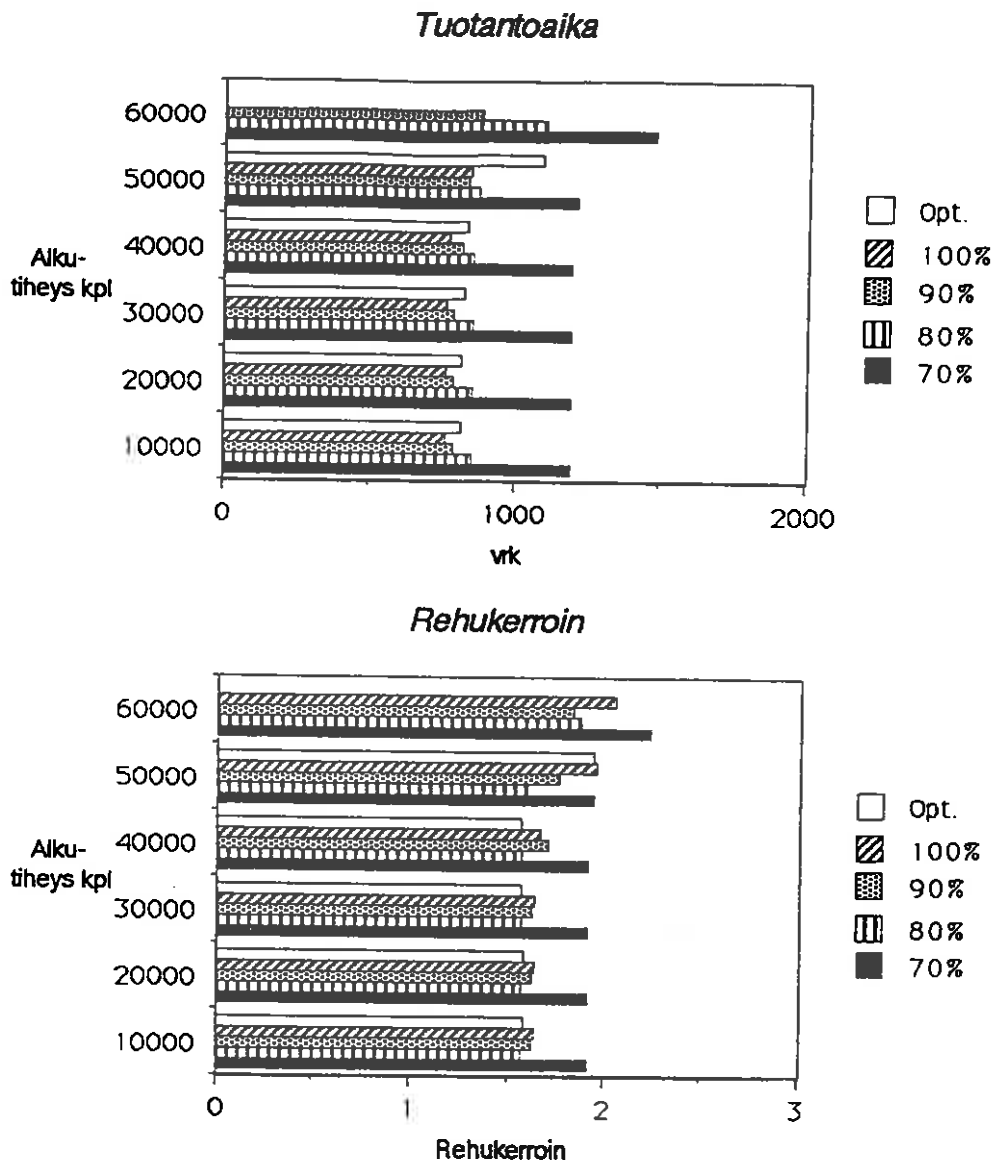 Tuotantoaika
60000
50000
40000
30000
20000
10000
Alku-
tiheys kpl
0
1000
2000
vrk
Opt.
100%
90%
80%
70%
Rehukerroin
60000
50000
40000
30000
20000
10000
Alku-
tiheys kpl
0
1
2
3
Rehukerroin
Opt.
100%
90%
80%
70%